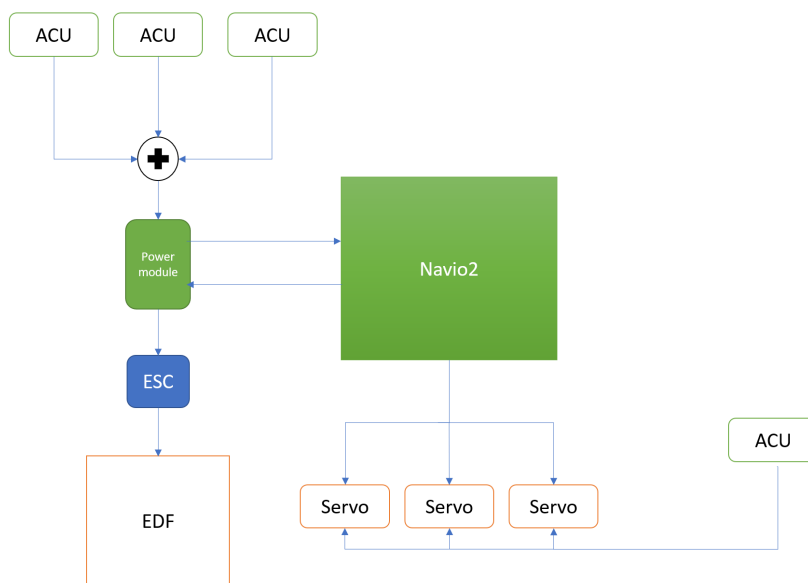 ACU
ACU
ACU
Power
module
Navio2
ESC
ACU
EDF
Servo
Servo
Servo